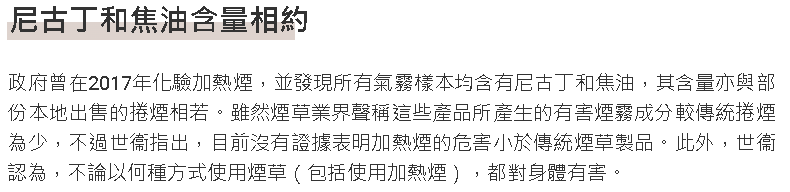 尼古丁和焦油含量相約
政府曾在2017年化驗加熱煙，並發現所有氣霧樣本均含有尼古丁和焦油，其含量亦與部
份本地出售的捲煙相若。雖然煙草業界聲稱這些產品所產生的有害煙霧成分較傳統捲煙
為少，不過世衞指出，目前沒有證據表明加熱煙的危害小於傳統煙草製品。此外，世衞
認為，不論以何種方式使用煙草（包括使用加熱煙），都對身體有害。